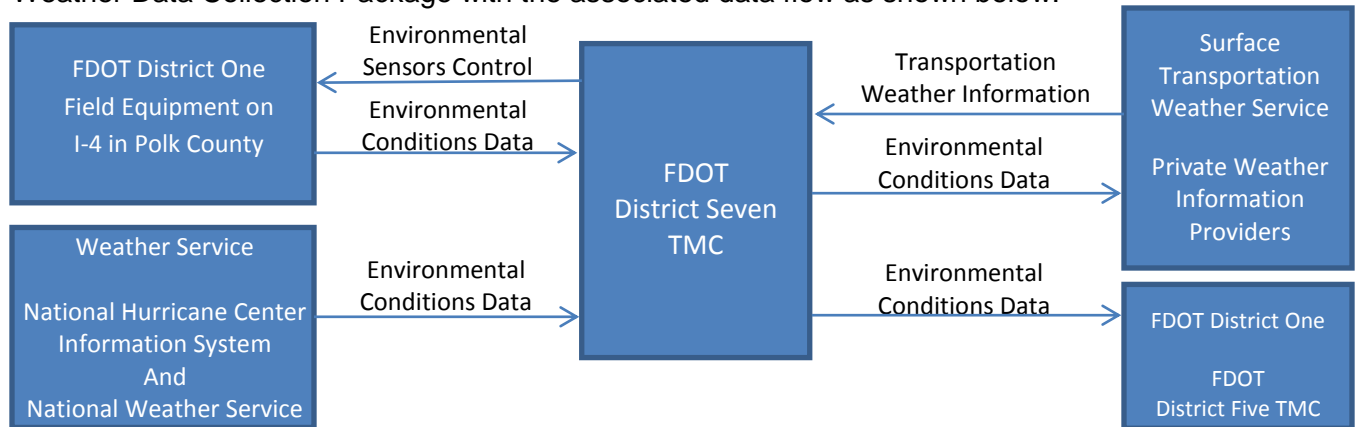 Weather Data Collection Package with the associated data flow as shown below:
FDOT District One
Field Equipment on
I-4 in Polk County
Environmental
Sensors Control
Environmental
Conditions Data
Weather Service
National Hurricane Center
Information System
And
National Weather Service
Environmental
Conditions Data
FDOT
District Seven
TMC
Transportation
Weather Information
Environmental
Conditions Data
Environmental
Conditions Data
Surface
Transportation
Weather Service
Private Weather
Information
Providers
FDOT District One
FDOT
District Five TMC